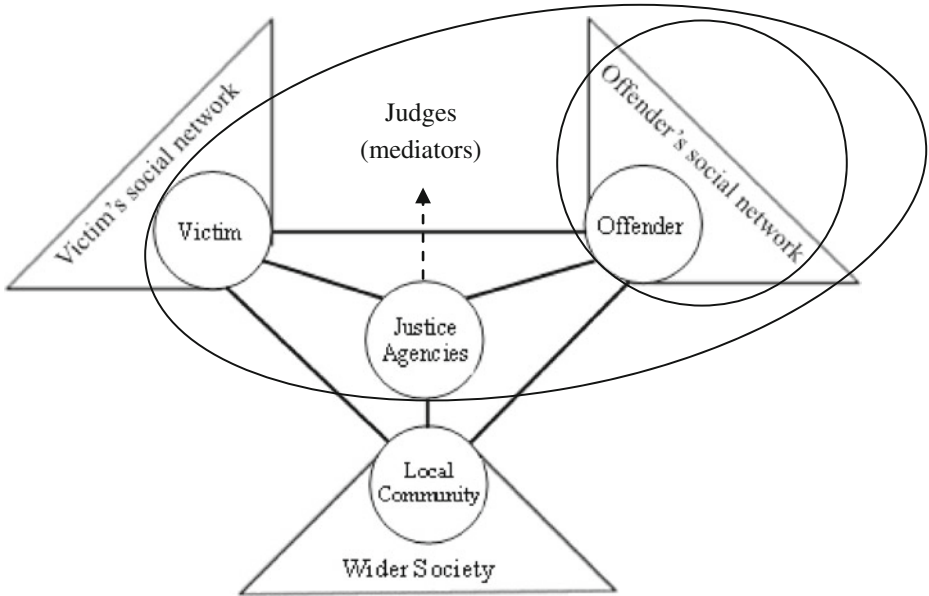 Victim's social network
Judges
(mediators)
Offender's social network
Victim
Offender
Justice
Agencies
Local
Community
Wider Society